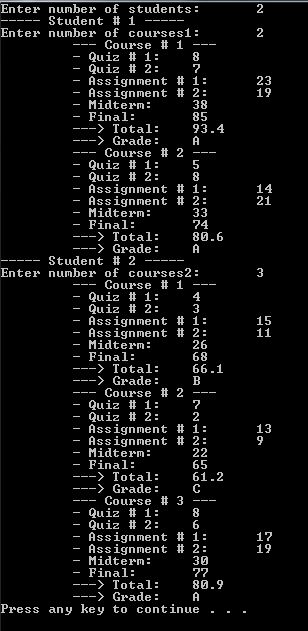 Enter number of students: 2
----- Student # 1 -----
Enter number of courses1: 2
--- Course # 1 ---
- Quiz # 1: 8
- Quiz # 2: 7
- Assignment # 1: 23
- Assignment # 2: 19
- Midterm: 38
- Final: 85
---> Total: 93.4
---> Grade: A
--- Course # 2 ---
- Quiz # 1: 5
- Quiz # 2: 8
- Assignment # 1: 14
- Assignment # 2: 21
- Midterm: 33
- Final: 74
---> Total: 80.6
---> Grade: A
----- Student # 2 -----
Enter number of courses2: 3
--- Course # 1 ---
- Quiz # 1: 4
- Quiz # 2: 3
- Assignment # 1: 15
- Assignment # 2: 11
- Midterm: 26
- Final: 68
---> Total: 66.1
---> Grade: B
--- Course # 2 ---
- Quiz # 1: 7
- Quiz # 2: 2
- Assignment # 1: 13
- Assignment # 2: 9
- Midterm: 22
- Final: 65
---> Total: 61.2
---> Grade: C
--- Course # 3 ---
- Quiz # 1: 8
- Quiz # 2: 6
- Assignment # 1: 17
- Assignment # 2: 19
- Midterm: 30
- Final: 77
---> Total: 80.9
---> Grade: A
Press any key to continue . . .